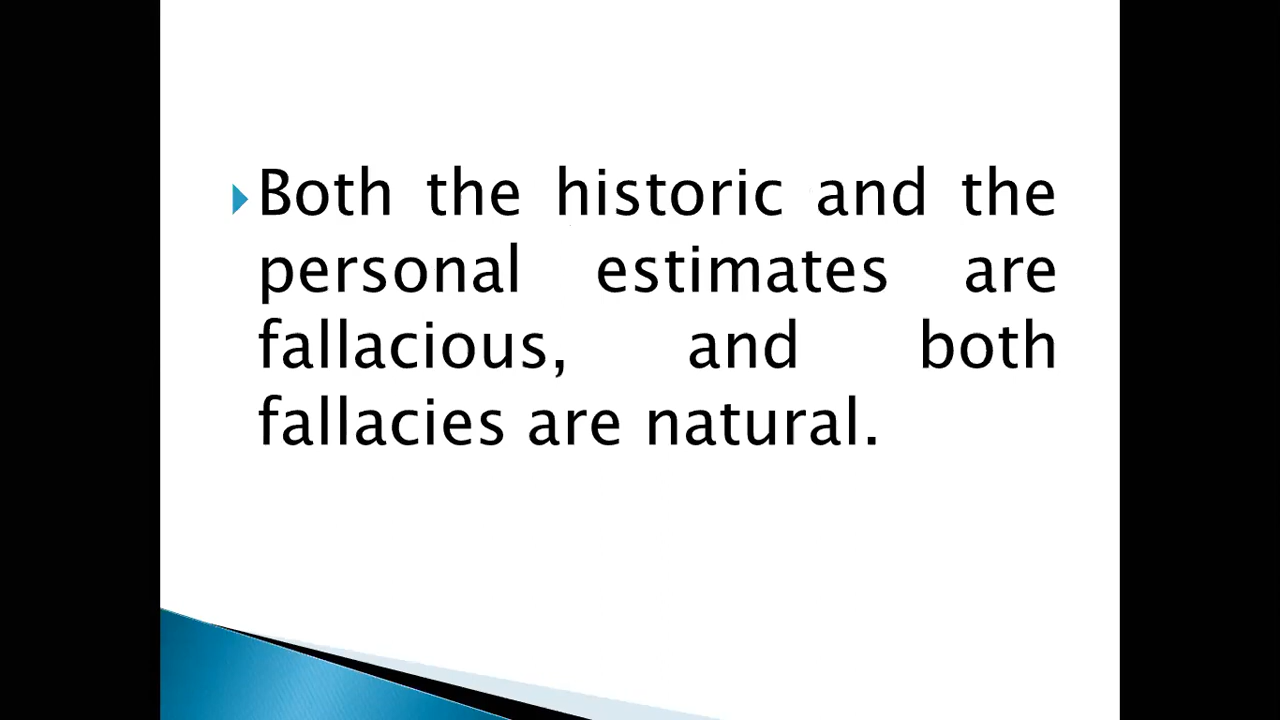 Both the historic and the
personal estimates are
fallacious, and both
fallacies are natural.